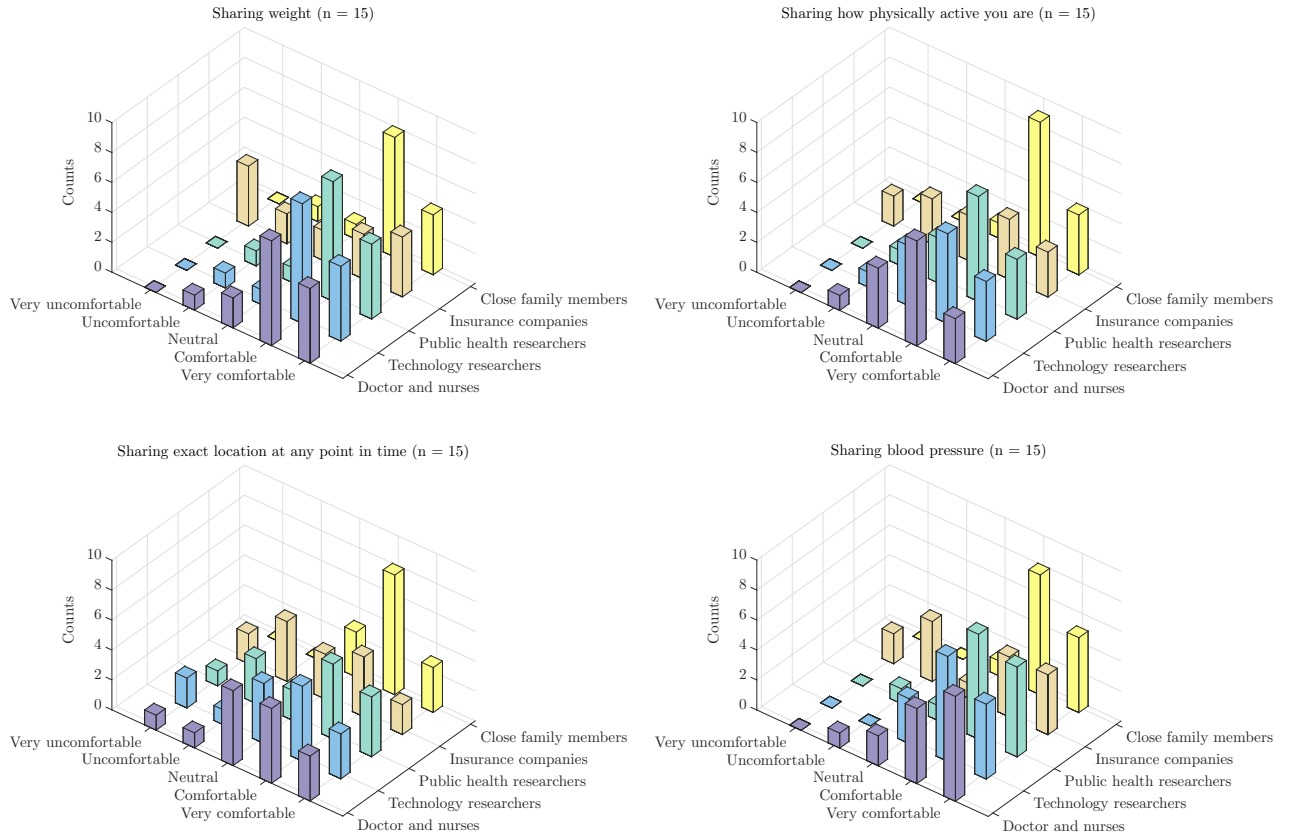 Sharing weight (n = 15)
10
8
6
4
2
0
Counts
Very uncomfortable
Uncomfortable
Neutral
Comfortable
Very comfortable
Close family members
Insurance companies
Public health researchers
Technology researchers
Doctor and nurses
Sharing how physically active you are (n = 15)
10
8
6
4
2
0
Counts
Very uncomfortable
Uncomfortable
Neutral
Comfortable
Very comfortable
Close family members
Insurance companies
Public health researchers
Technology researchers
Doctor and nurses
Sharing exact location at any point in time (n = 15)
10
8
6
4
2
0
Counts
Very uncomfortable
Uncomfortable
Neutral
Comfortable
Very comfortable
Close family members
Insurance companies
Public health researchers
Technology researchers
Doctor and nurses
Sharing blood pressure (n = 15)
10
8
6
4
2
0
Counts
Very uncomfortable
Uncomfortable
Neutral
Comfortable
Very comfortable
Close family members
Insurance companies
Public health researchers
Technology researchers
Doctor and nurses